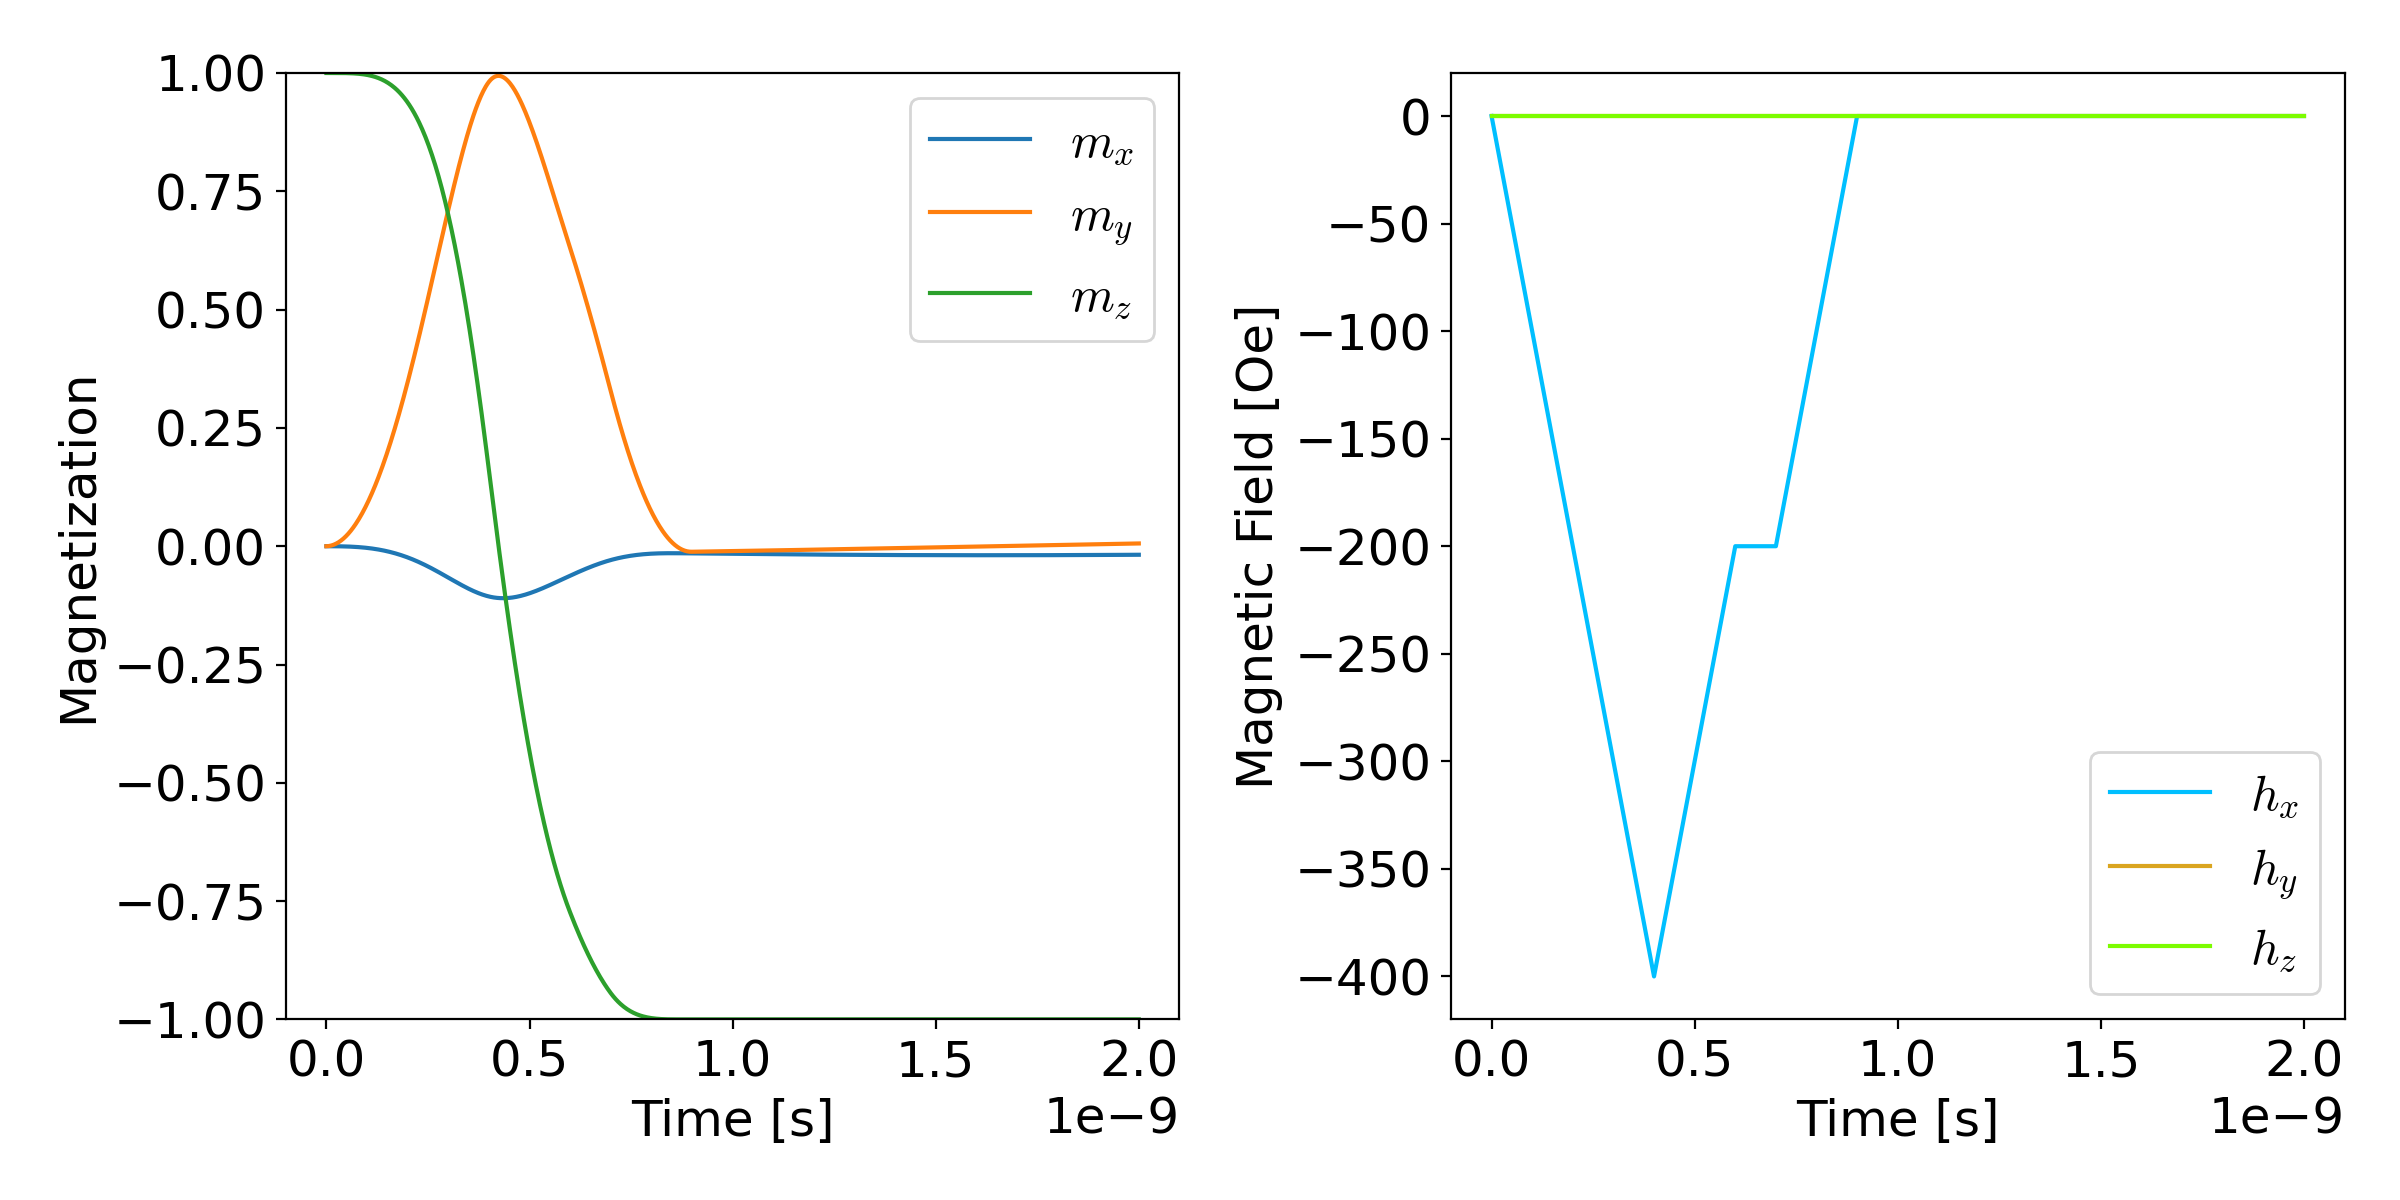 Magnetization
1.00
0.75
0.50
0.25
0.00
−0.25
−0.50
−0.75
−1.00
0.0 0.5 1.0 1.5 2.0
Time [s]
1e−9
m_x
m_y
m_z
Magnetic Field [Oe]
0
−50
−100
−150
−200
−250
−300
−350
−400
0.0 0.5 1.0 1.5 2.0
Time [s]
1e−9
h_x
h_y
h_z